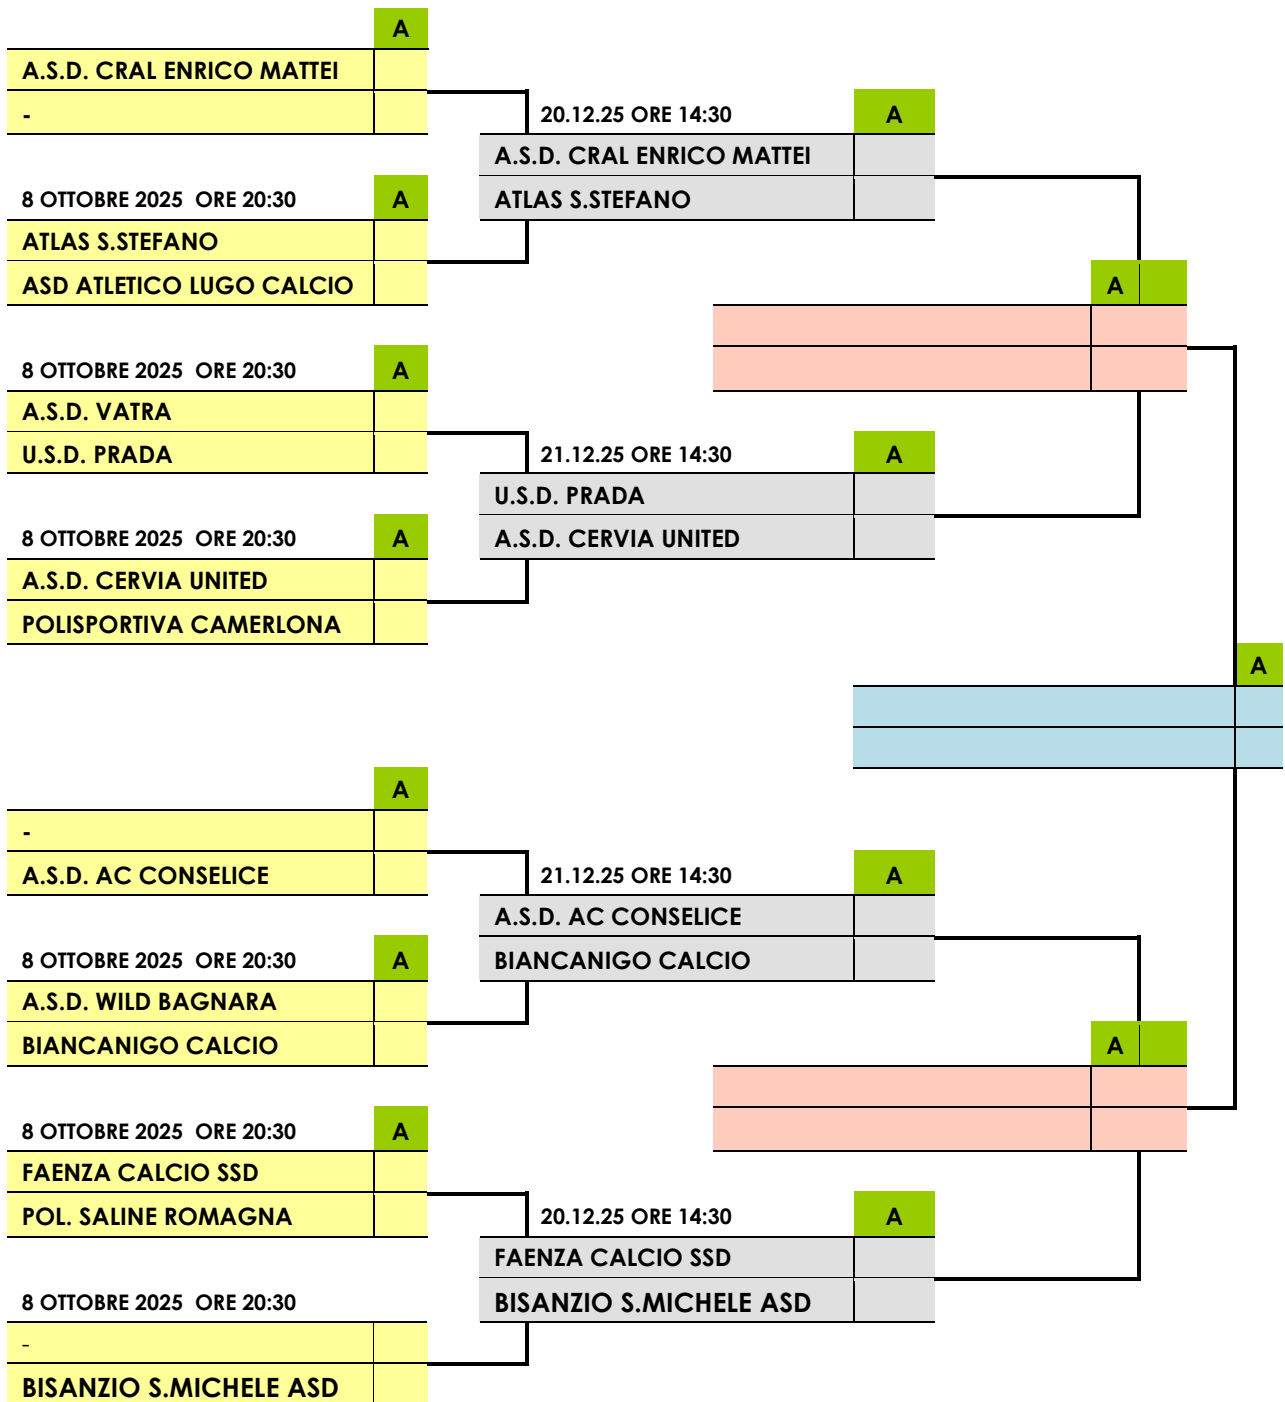 A
A.S.D. CRAL ENRICO MATTEI
-
20.12.25 ORE 14:30 A
A.S.D. CRAL ENRICO MATTEI
ATLAS S.STEFANO
8 OTTOBRE 2025 ORE 20:30 A
ATLAS S.STEFANO
ASD ATLETICO LUGO CALCIO
A
8 OTTOBRE 2025 ORE 20:30 A
A.S.D. VATRA
U.S.D. PRADA
21.12.25 ORE 14:30 A
U.S.D. PRADA
A.S.D. CERVIA UNITED
8 OTTOBRE 2025 ORE 20:30 A
A.S.D. CERVIA UNITED
POLISPORTIVA CAMERLONA
A
A
-
A.S.D. AC CONSELICE
21.12.25 ORE 14:30 A
A.S.D. AC CONSELICE
BIANCANIGO CALCIO
8 OTTOBRE 2025 ORE 20:30 A
A.S.D. WILD BAGNARA
BIANCANIGO CALCIO
A
8 OTTOBRE 2025 ORE 20:30 A
FAENZA CALCIO SSD
POL. SALINE ROMAGNA
20.12.25 ORE 14:30 A
FAENZA CALCIO SSD
BISANZIO S.MICHELE ASD
8 OTTOBRE 2025 ORE 20:30
-
BISANZIO S.MICHELE ASD